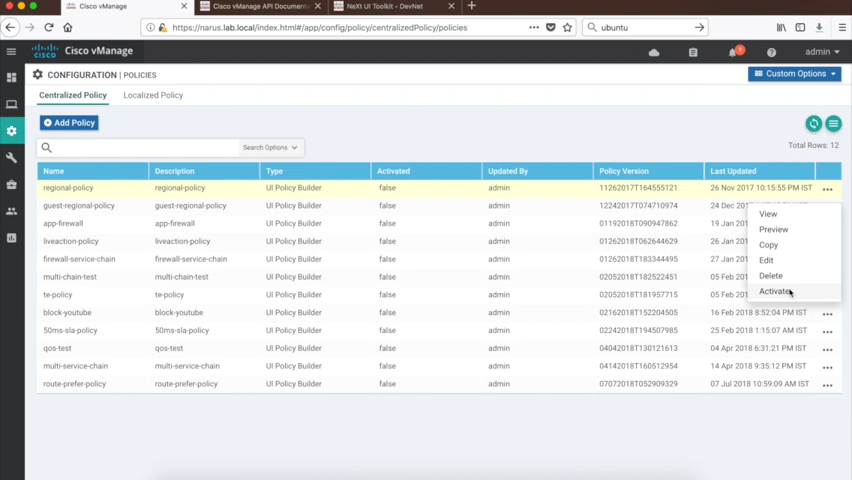 Cisco vManage
Cisco vManage API Documenta
NeXt UI Toolkit - DevNet
https://narus.lab.local/index.html#/app/config/policy/centralizedPolicy/policies
ubuntu
cisco
Cisco vManage
admin
CONFIGURATION | POLICIES
Custom Options
Centralized Policy
Localized Policy
Add Policy
Search Options
Total Rows: 12
Name Description Type Activated Updated By Policy Version Last Updated
regional-policy regional-policy UI Policy Builder false admin 11262017T164555121 26 Nov 2017 10:15:55 PM IST
guest-regional-policy guest-regional-policy UI Policy Builder false admin 12242017T074710974 24 Dec
app-firewall app-firewall UI Policy Builder false admin 01192018T090947862 19 Jan
liveaction-policy liveaction-policy UI Policy Builder false admin 01262018T062644629 26 Jan
firewall-service-chain firewall-service-chain UI Policy Builder false admin 01262018T183344495 27 Jan
multi-chain-test multi-chain-test UI Policy Builder false admin 02052018T182522451 05 Feb
te-policy te-policy UI Policy Builder false admin 02052018T181957715 05 Feb
block-youtube block-youtube UI Policy Builder false admin 02162018T152204505 16 Feb 2018 8:52:04 PM IST
50ms-sla-policy 50ms-sla-policy UI Policy Builder false admin 02242018T194507985 25 Feb 2018 1:15:07 AM IST
qos-test qos-test UI Policy Builder false admin 04042018T130121613 04 Apr 2018 6:31:21 PM IST
multi-service-chain multi-service-chain UI Policy Builder false admin 04142018T160512954 14 Apr 2018 9:35:12 PM IST
route-prefer-policy route-prefer-policy UI Policy Builder false admin 07072018T052909329 07 Jul 2018 10:59:09 AM IST
View
Preview
Copy
Edit
Delete
Activate